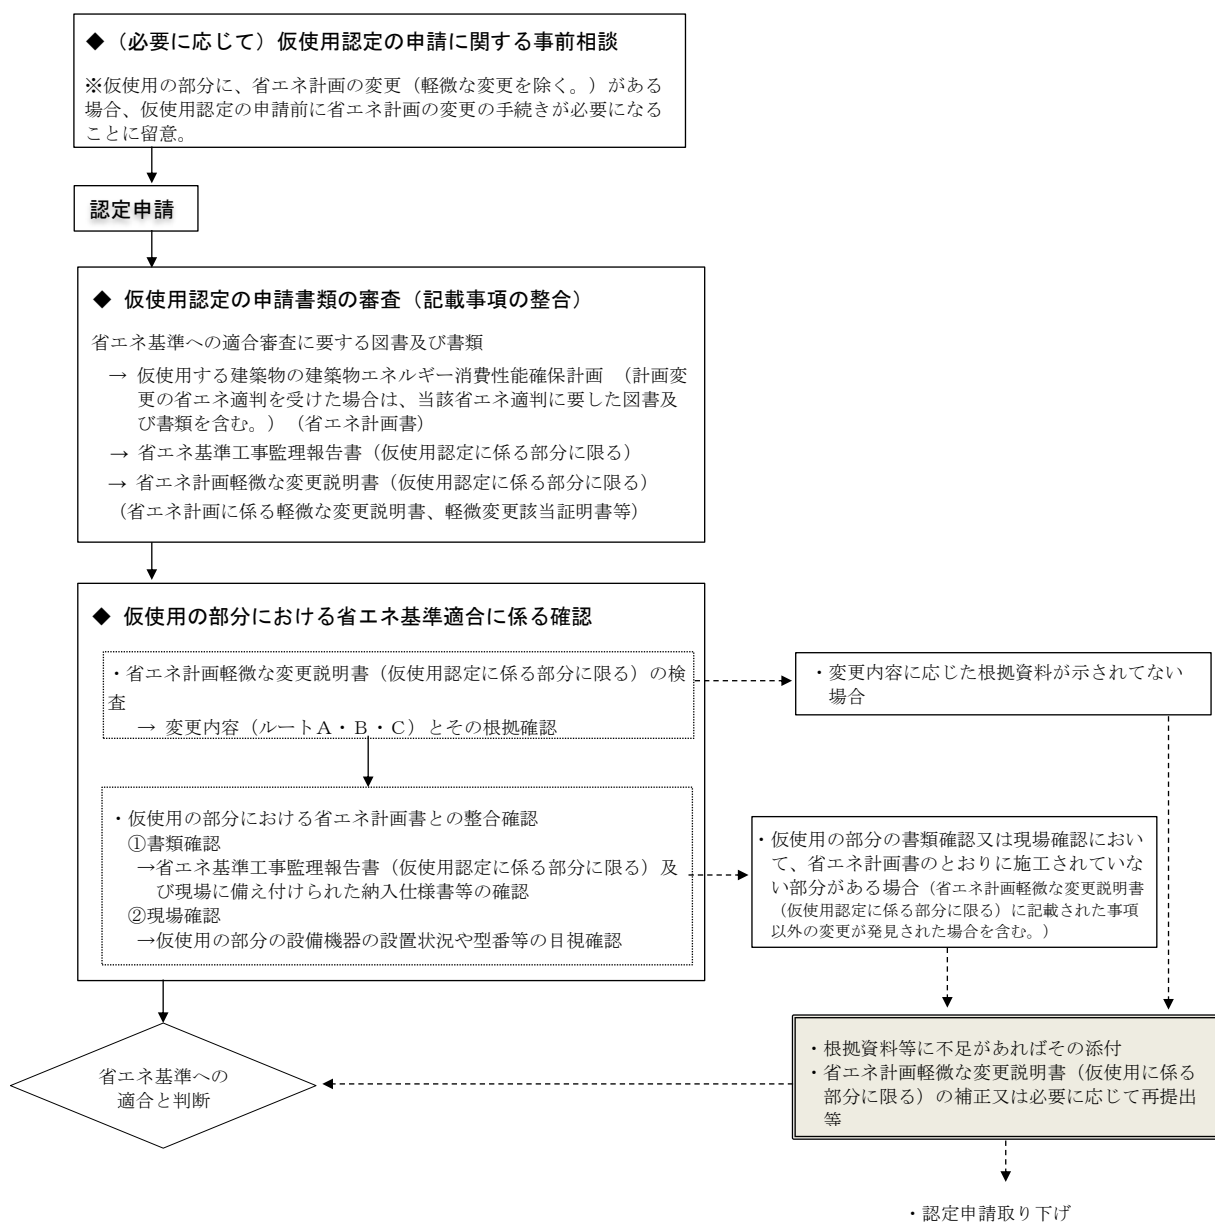 ◆（必要に応じて）仮使用認定の申請に関する事前相談
※仮使用の部分に、省エネ計画の変更（軽微な変更を除く。）がある
場合、仮使用認定の申請前に省エネ計画の変更の手続きが必要になる
ことに留意。
認定申請
◆ 仮使用認定の申請書類の審査（記載事項の整合）
省エネ基準への適合審査に要する図書及び書類
→ 仮使用する建築物の建築物エネルギー消費性能確保計画 （計画変
更の省エネ適判を受けた場合は、当該省エネ適判に要した図書及
び書類を含む。）（省エネ計画書）
→ 省エネ基準工事監理報告書（仮使用認定に係る部分に限る）
→ 省エネ計画軽微な変更説明書（仮使用認定に係る部分に限る）
（省エネ計画に係る軽微な変更説明書、軽微変更該当証明書等）
◆ 仮使用の部分における省エネ基準適合に係る確認
・省エネ計画軽微な変更説明書（仮使用認定に係る部分に限る）の検
査
→ 変更内容（ルートＡ・Ｂ・Ｃ）とその根拠確認
・変更内容に応じた根拠資料が示されてない
場合
・仮使用の部分における省エネ計画書との整合確認
①書類確認
→省エネ基準工事監理報告書（仮使用認定に係る部分に限る）及
び現場に備え付けられた納入仕様書等の確認
②現場確認
→仮使用の部分の設備機器の設置状況や型番等の目視確認
・仮使用の部分の書類確認又は現場確認におい
て、省エネ計画書のとおりに施工されていな
い部分がある場合（省エネ計画軽微な変更説明書
（仮使用認定に係る部分に限る）に記載された事項
以外の変更が発見された場合を含む。）
省エネ基準への
適合と判断
・根拠資料等に不足があればその添付
・省エネ計画軽微な変更説明書（仮使用に係る
部分に限る）の補正又は必要に応じて再提出
等
・認定申請取り下げ